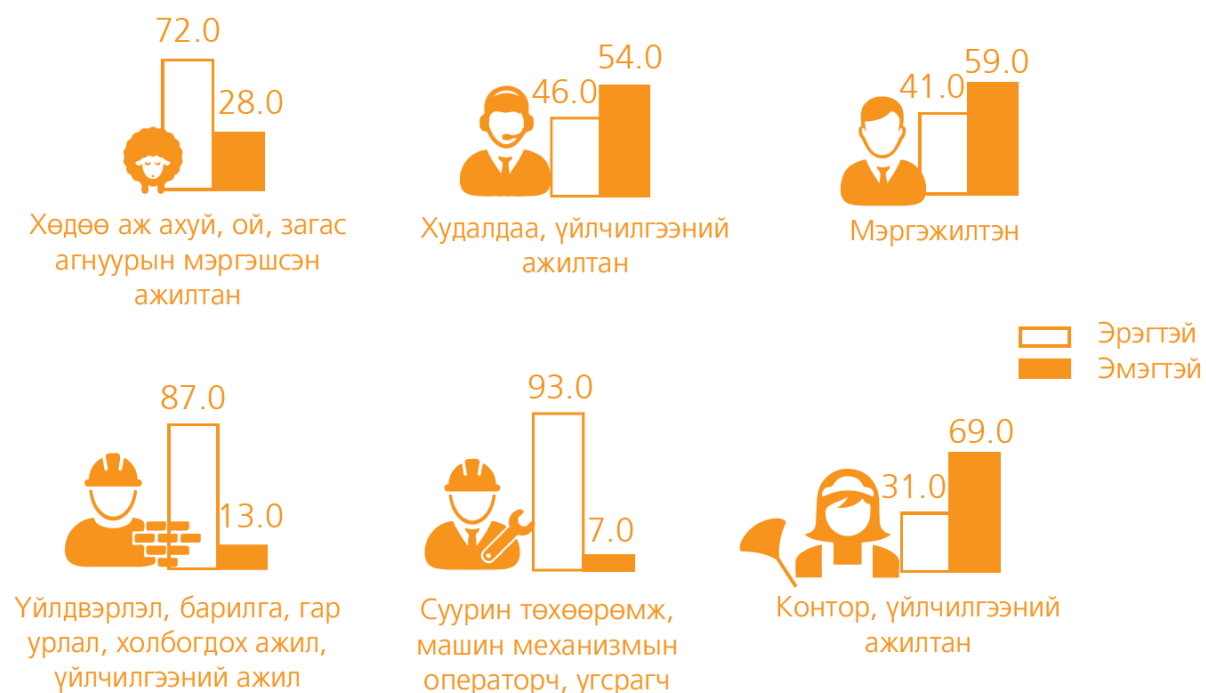 72.0
28.0
Хөдөө аж ахуй, ой, загас
агнуурын мэргэшсэн
ажилтан
46.0
54.0
Худалдаа, үйлчилгээний
ажилтан
41.0
59.0
Мэргэжилтэн
Эрэгтэй
Эмэгтэй
87.0
13.0
Үйлдвэрлэл, барилга, гар
урлал, холбогдох ажил,
үйлчилгээний ажил
93.0
7.0
Суурин төхөөрөмж,
машин механизмын
операторч, угсрагч
31.0
69.0
Контор, үйлчилгээний
ажилтан